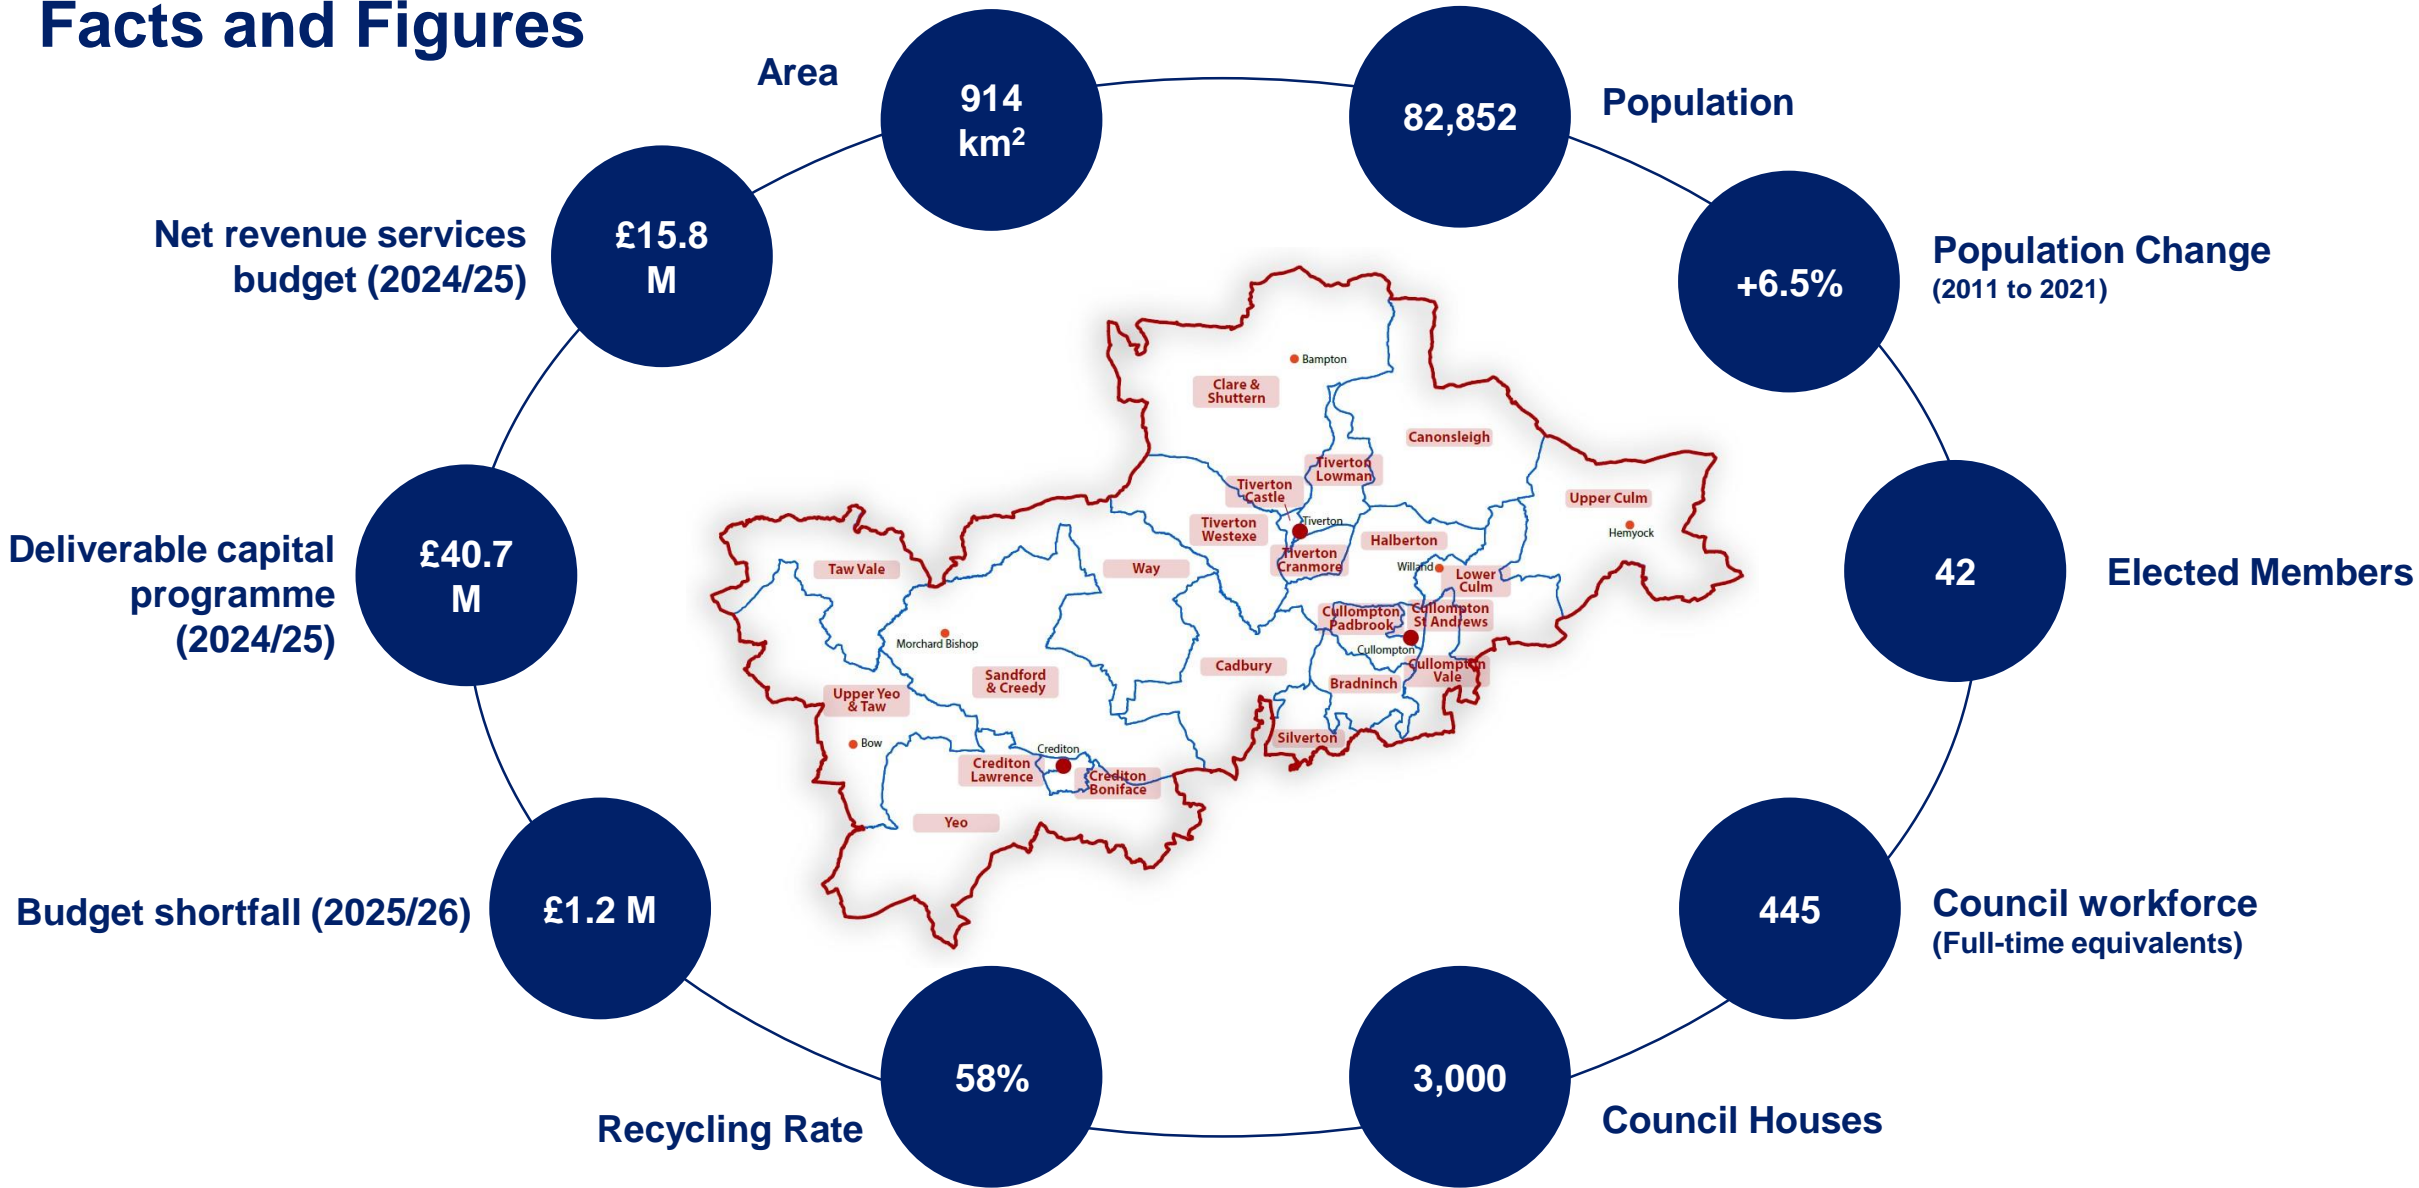 Facts and Figures
Area
914
km²
82,852
Population
Net revenue services
budget (2024/25)
£15.8
M
+6.5%
Population Change
(2011 to 2021)
Deliverable capital
programme
(2024/25)
£40.7
M
42
Elected Members
Budget shortfall (2025/26)
£1.2 M
445
Council workforce
(Full-time equivalents)
Recycling Rate
58%
3,000
Council Houses
Bampton
Clare &
Shuttern
Canonsleigh
Tiverton
Lowman
Tiverton
Castle
Upper Culm
Tiverton
Westexe
Tiverton
Hemyock
Halberton
Tiverton
Cranmore
Taw Vale
Way
Willand
Lower
Culm
Cullompton
Padbrook
Cullompton
St Andrews
Morchard Bishop
Cullompton
Sandford
& Creedy
Cadbury
Cullompton
Vale
Bradninch
Upper Yeo
& Taw
Silverton
Bow
Crediton
Crediton
Lawrence
Crediton
Boniface
Yeo